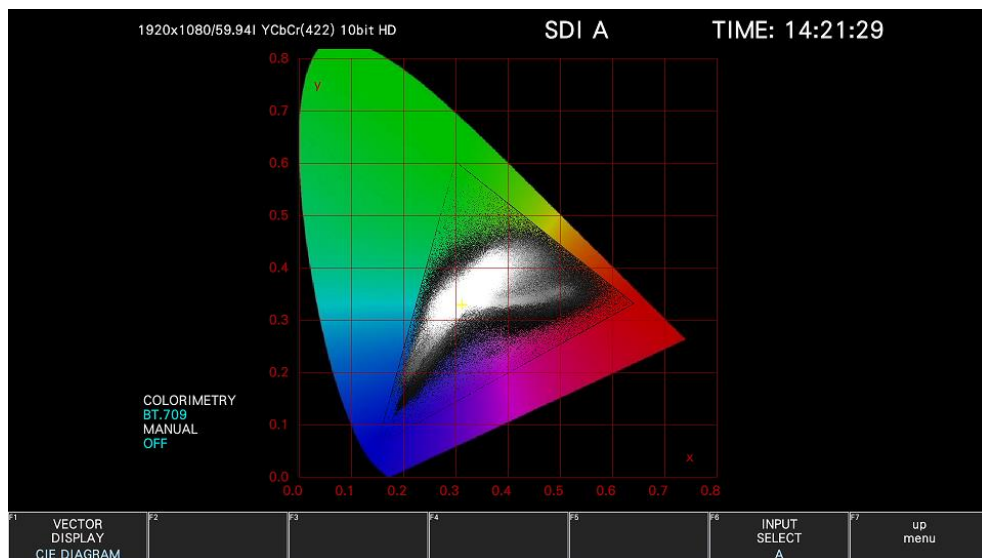 1920x1080/59.94I YCbCr(422) 10bit HD
SDI A
TIME: 14:21:29
0.8
y
0.7
0.6
0.5
0.4
0.3
0.2
0.1
0.0
x
0.0 0.1 0.2 0.3 0.4 0.5 0.6 0.7 0.8
COLORIMETRY
BT.709
MANUAL
OFF
F1
VECTOR
DISPLAY
CIE DIAGRAM
F2
F3
F4
F5
F6
INPUT
SELECT
A
F7
up
menu